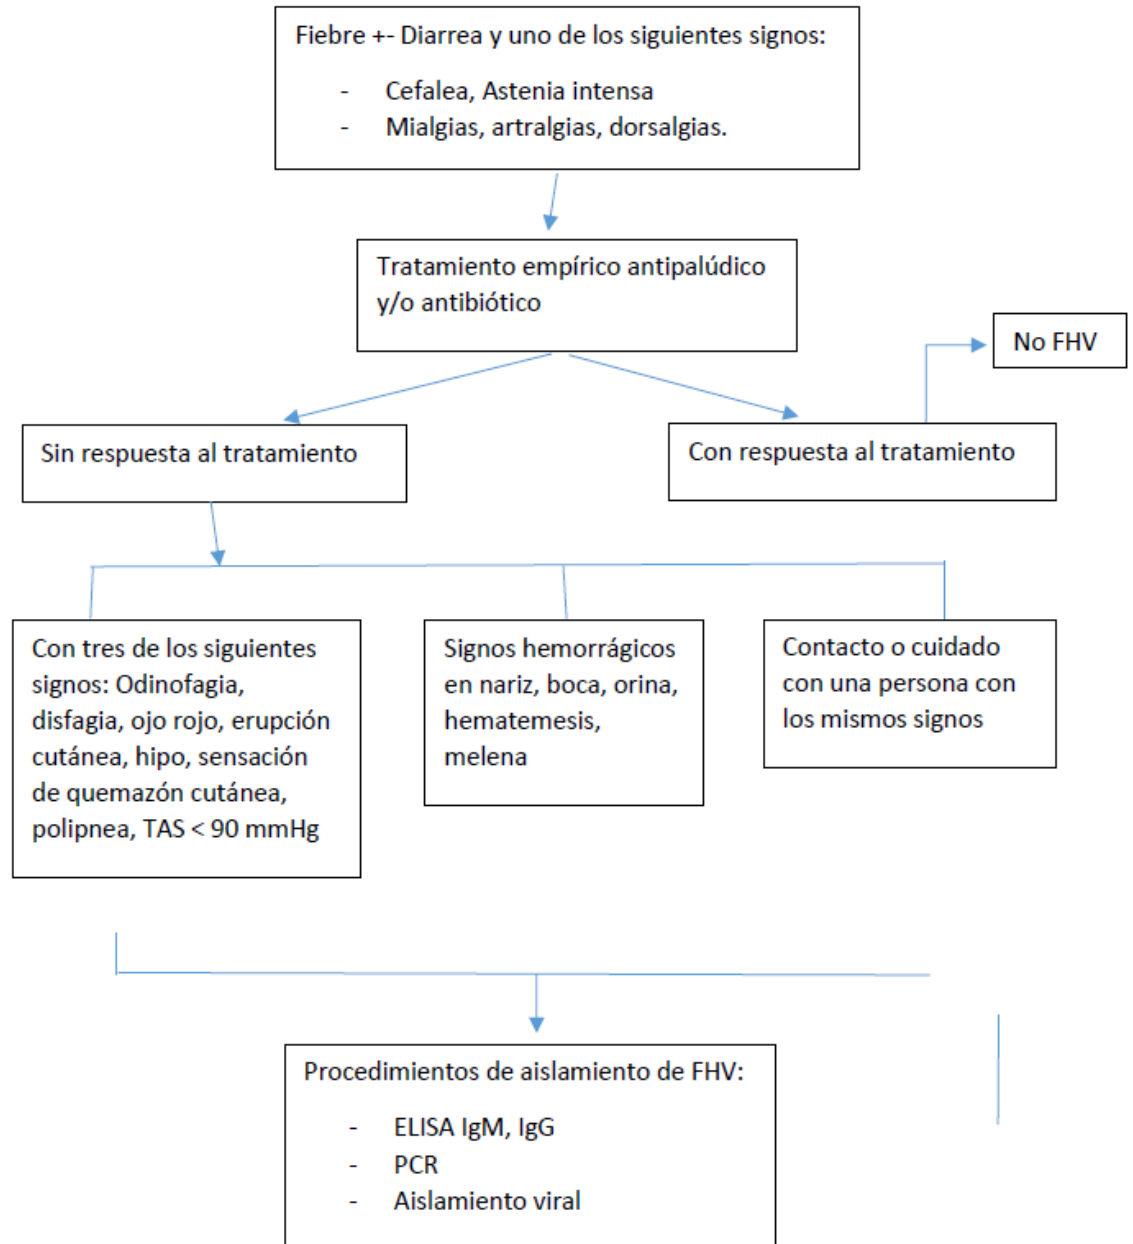 Fiebre +- Diarrea y uno de los siguientes signos:
- Cefalea, Astenia intensa
- Mialgias, artralgias, dorsalgias.
Tratamiento empírico antipalúdico
y/o antibiótico
No FHV
Sin respuesta al tratamiento
Con respuesta al tratamiento
Con tres de los siguientes
signos: Odinofagia,
disfagia, ojo rojo, erupción
cutánea, hipo, sensación
de quemazón cutánea,
polipnea, TAS < 90 mmHg
Signos hemorrágicos
en nariz, boca, orina,
hematemesis,
melena
Contacto o cuidado
con una persona con
los mismos signos
Procedimientos de aislamiento de FHV:
- ELISA IgM, IgG
- PCR
- Aislamiento viral